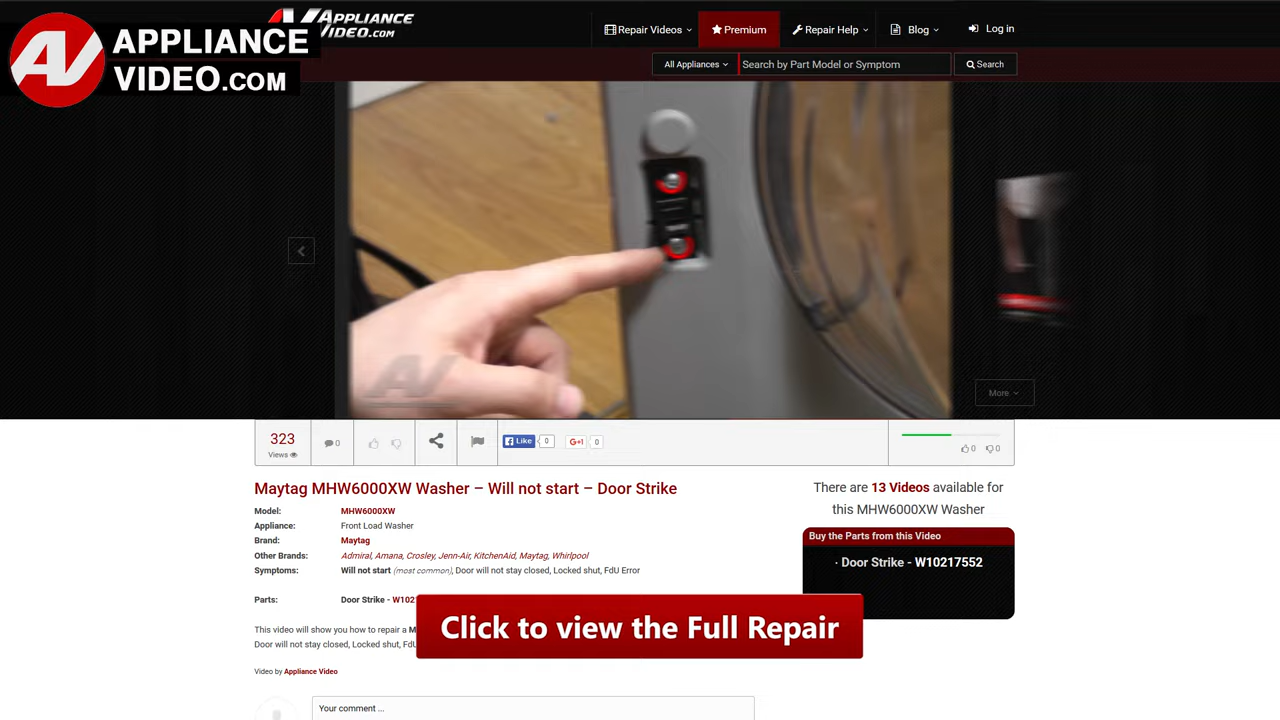 APPLIANCE
VIDEO.COM
APPLIANCE
VIDEO.COM
Repair Videos
Premium
Repair Help
Blog
Log in
All Appliances
Search by Part Model or Symptom
Search
AV
More
323
Views
0
Like
0
G+1
0
0
0
Maytag MHW6000XW Washer – Will not start – Door Strike
Model: MHW6000XW
Appliance: Front Load Washer
Brand: Maytag
Other Brands: Admiral, Amana, Crosley, Jenn-Air, KitchenAid, Maytag, Whirlpool
Symptoms: Will not start (most common), Door will not stay closed, Locked shut, FdU Error
Parts: Door Strike - W102
This video will show you how to repair a M
Door will not stay closed, Locked shut, FdU
Video by Appliance Video
Your comment ...
There are 13 Videos available for
this MHW6000XW Washer
Buy the Parts from this Video
· Door Strike - W10217552
Click to view the Full Repair